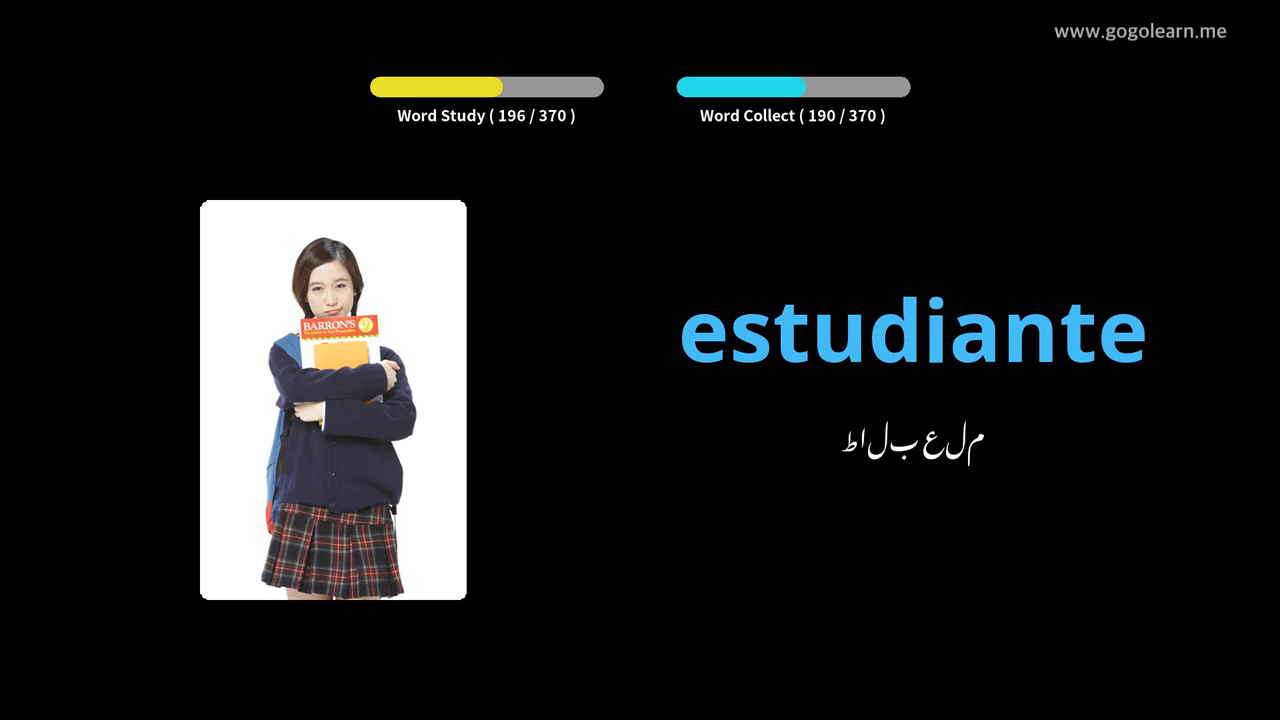 www.gogolearn.me
Word Study ( 196 / 370 )
Word Collect ( 190 / 370 )
BARRON'S
estudiante
طالب علم